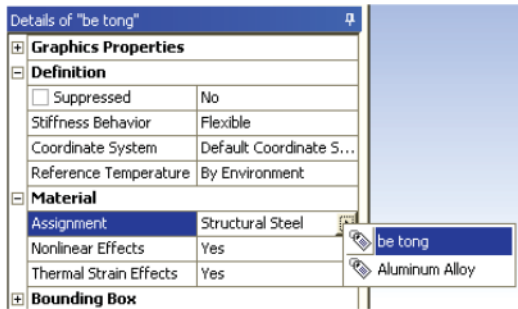 Details of "be tong"
Graphics Properties
Definition
Suppressed No
Stiffness Behavior Flexible
Coordinate System Default Coordinate S...
Reference Temperature By Environment
Material
Assignment Structural Steel
be tong
Nonlinear Effects Yes
Aluminum Alloy
Thermal Strain Effects Yes
Bounding Box